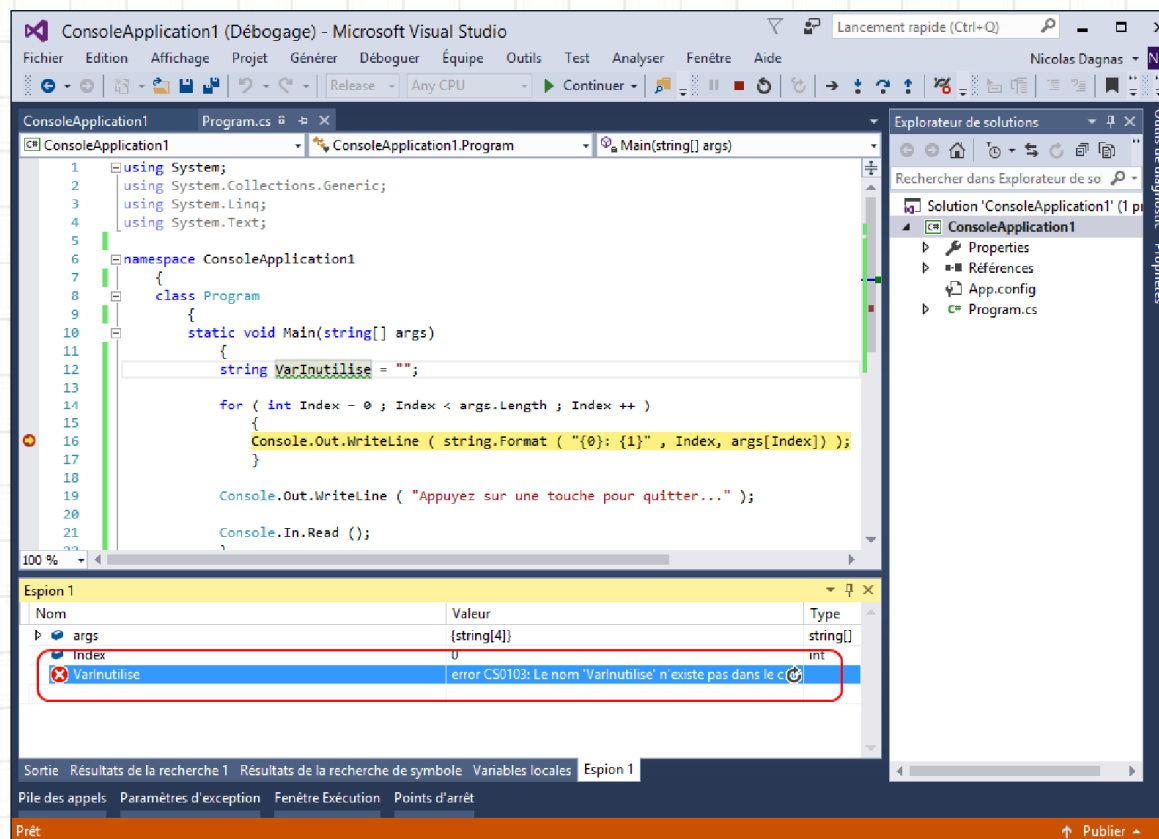 ConsoleApplication1 (Débogage) - Microsoft Visual Studio
Lancement rapide (Ctrl+Q)
Fichier Edition Affichage Projet Générer Déboguer Équipe Outils Test Analyser Fenêtre Aide
Nicolas Dagnas
Release Any CPU Continuer
ConsoleApplication1 Program.cs
ConsoleApplication1 ConsoleApplication1.Program Main(string[] args)
1 using System;
2 using System.Collections.Generic;
3 using System.Linq;
4 using System.Text;
5
6 namespace ConsoleApplication1
7 {
8 class Program
9 {
10 static void Main(string[] args)
11 {
12 string VarInutilise = "";
13
14 for ( int Index = 0 ; Index < args.Length ; Index ++ )
15 {
16 Console.Out.WriteLine ( string.Format ( "{0}: {1}" , Index, args[Index]) );
17 }
18
19 Console.Out.WriteLine ( "Appuyez sur une touche pour quitter..." );
20
21 Console.In.Read ();
100 %
Explorateur de solutions
Rechercher dans Explorateur de so
Solution 'ConsoleApplication1' (1 pr
ConsoleApplication1
Properties
Références
App.config
C# Program.cs
Outils de diagnostic
Propriétés
Espion 1
Nom Valeur Type
args {string[4]} string[]
Index 0 int
VarInutilise error CS0103: Le nom 'VarInutilise' n'existe pas dans le c
Sortie Résultats de la recherche 1 Résultats de la recherche de symbole Variables locales Espion 1
Pile des appels Paramètres d'exception Fenêtre Exécution Points d'arrêt
Prêt
Publier